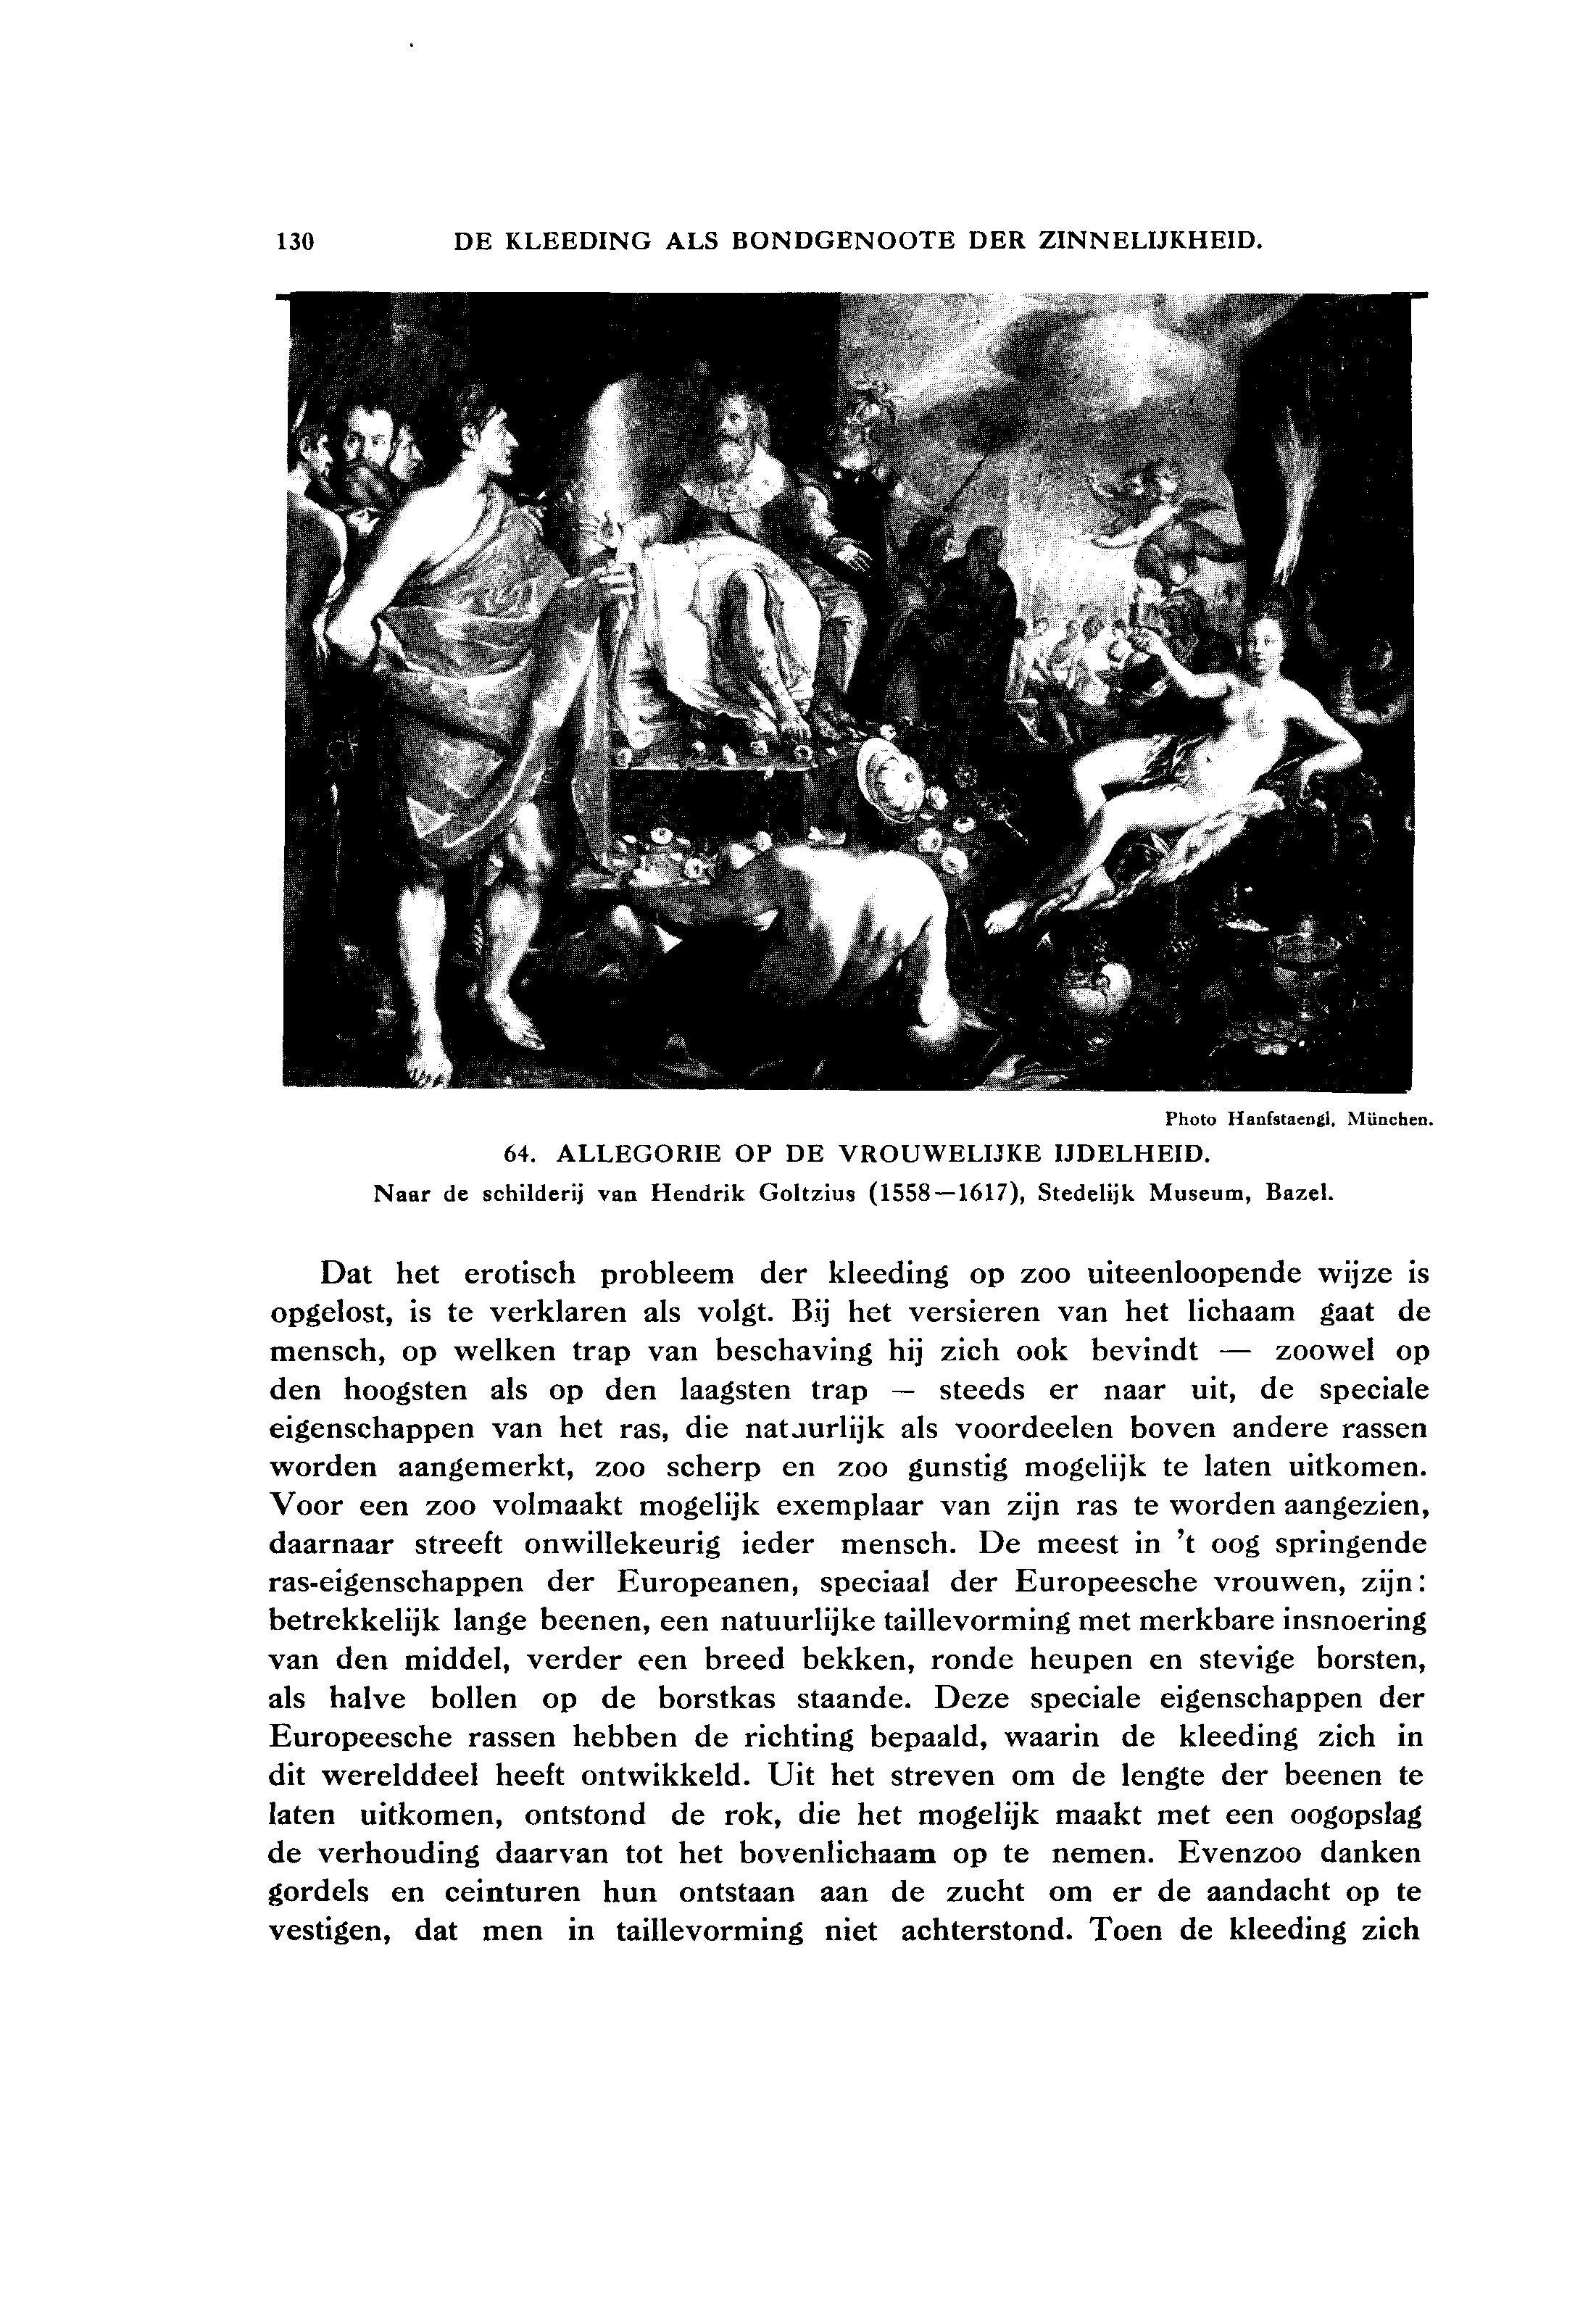 130 DE KLEEDING ALS BONDGENOOTE DER ZINNELIJKHEID.
Photo Hanfstaengl, München.
64. ALLEGORIE OP DE VROUWELIJKE IJDELHEID.
Naar de schilderij van Hendrik Goltzius (1558—1617), Stedelijk Museum, Bazel.
Dat het erotisch probleem der kleeding op zoo uiteenloopende wijze is
opgelost, is te verklaren als volgt. Bij het versieren van het lichaam gaat de
mensch, op welken trap van beschaving hij zich ook bevindt — zoowel op
den hoogsten als op den laagsten trap — steeds er naar uit, de speciale
eigenschappen van het ras, die natuurlijk als voordeelen boven andere rassen
worden aangemerkt, zoo scherp en zoo gunstig mogelijk te laten uitkomen.
Voor een zoo volmaakt mogelijk exemplaar van zijn ras te worden aangezien,
daarnaar streeft onwillekeurig ieder mensch. De meest in 't oog springende
ras-eigenschappen der Europeanen, speciaal der Europeesche vrouwen, zijn:
betrekkelijk lange beenen, een natuurlijke taillevorming met merkbare insnoering
van den middel, verder een breed bekken, ronde heupen en stevige borsten,
als halve bollen op de borstkas staande. Deze speciale eigenschappen der
Europeesche rassen hebben de richting bepaald, waarin de kleeding zich in
dit werelddeel heeft ontwikkeld. Uit het streven om de lengte der beenen te
laten uitkomen, ontstond de rok, die het mogelijk maakt met een oogopslag
de verhouding daarvan tot het bovenlichaam op te nemen. Evenzoo danken
gordels en ceinturen hun ontstaan aan de zucht om er de aandacht op te
vestigen, dat men in taillevorming niet achterstond. Toen de kleeding zich